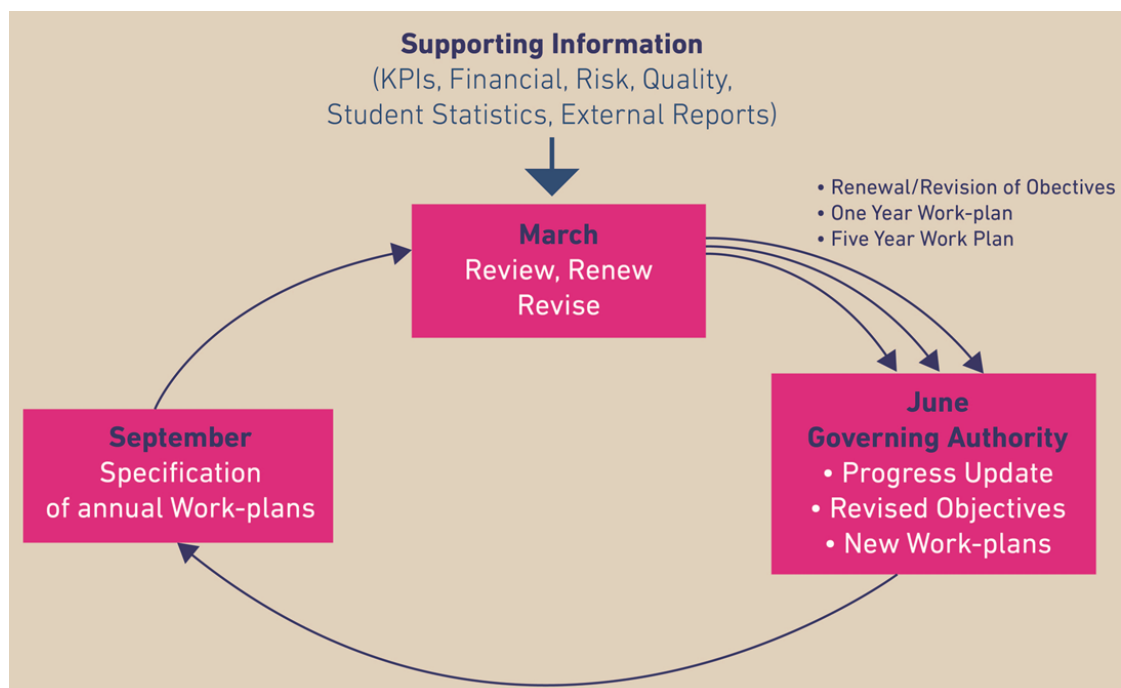 Supporting Information
(KPIs, Financial, Risk, Quality,
Student Statistics, External Reports)
• Renewal/Revision of Obectives
• One Year Work-plan
• Five Year Work Plan
March
Review, Renew
Revise
June
Governing Authority
• Progress Update
• Revised Objectives
• New Work-plans
September
Specification
of annual Work-plans